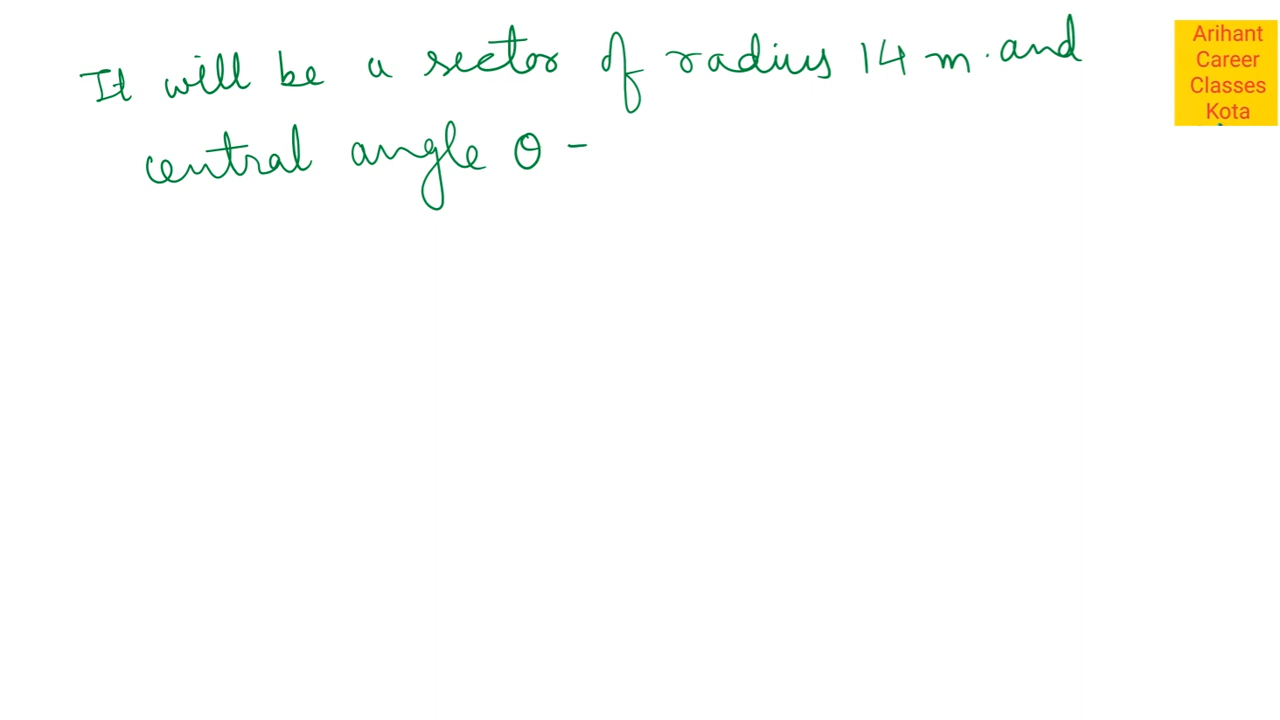 It will be a sector of radius 14 m. and
central angle θ -
Arihant
Career
Classes
Kota